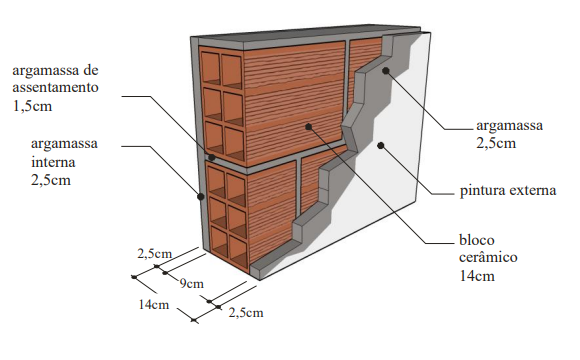 argamassa de
assentamento
1,5cm
argamassa
interna
2,5cm
argamassa
2,5cm
pintura externa
bloco
cerâmico
14cm
2,5cm
9cm
14cm
2,5cm